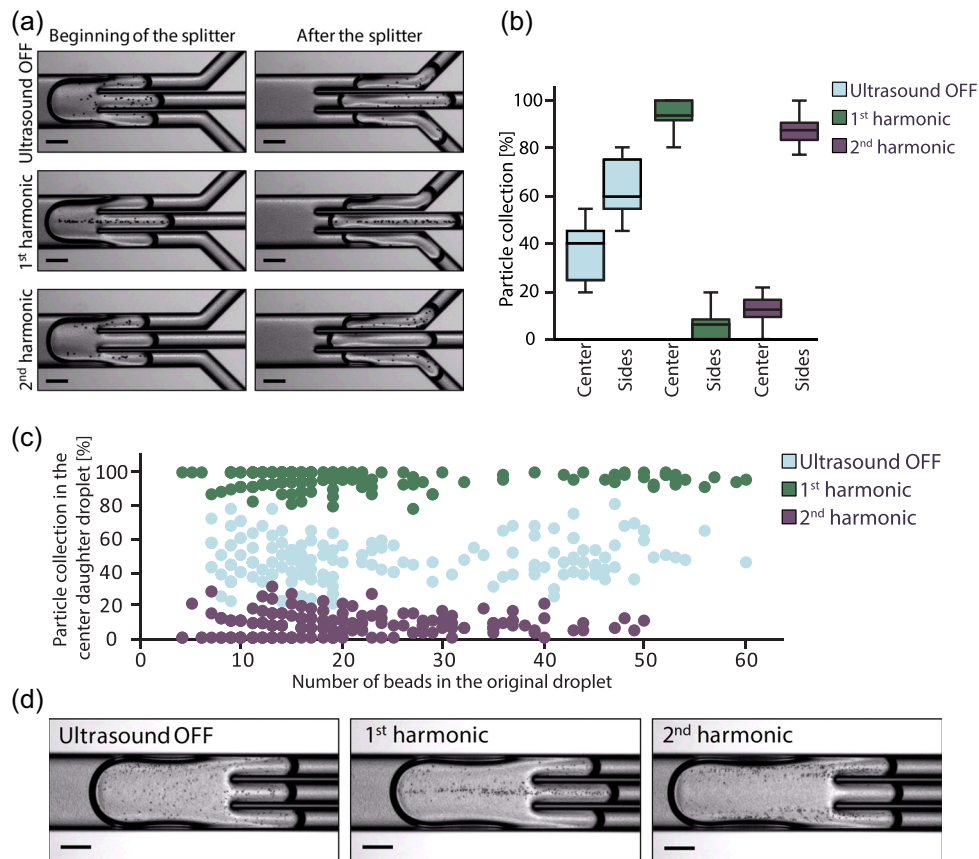 (a)
Beginning of the splitter
After the splitter
Ultrasound OFF
1st harmonic
2nd harmonic
(b)
Particle collection [%]
100
80
60
40
20
0
Center
Sides
Center
Sides
Center
Sides
Ultrasound OFF
1st harmonic
2nd harmonic
(c)
Particle collection in the
center daughter droplet [%]
100
80
60
40
20
0
0 10 20 30 40 50 60
Number of beads in the original droplet
Ultrasound OFF
1st harmonic
2nd harmonic
(d)
Ultrasound OFF
1st harmonic
2nd harmonic